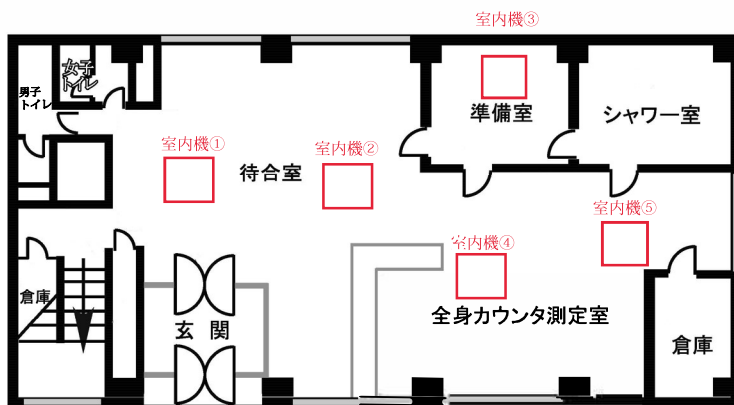 室内機③
女子
トイレ
男子
トイレ
準備室
シャワー室
室内機①
室内機②
待合室
室内機⑤
室内機④
倉庫
玄 関
全身カウンタ測定室
倉庫